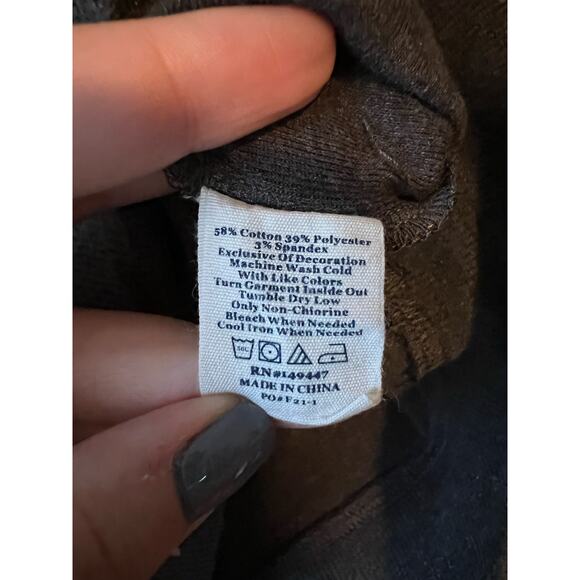 58% Cotton 39% Polyester
3% Spandex
Exclusive Of Decoration
Machine Wash Cold
With Like Colors
Turn Garment Inside Out
Tumble Dry Low
Only Non-Chlorine
Bleach When Needed
Cool Iron When Needed
RN#149447
MADE IN CHINA
PO# F21-1